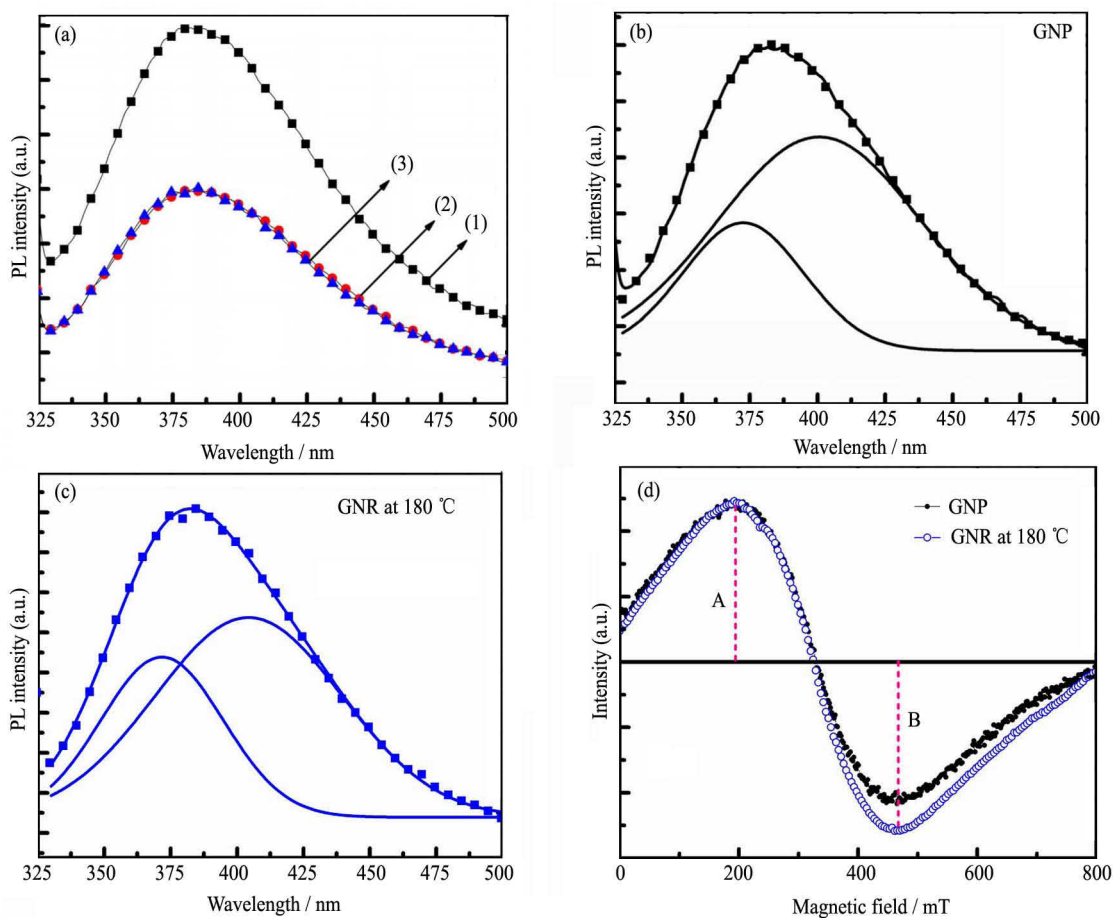 (a)
PL intensity (a.u.)
(3)
(2)
(1)
325 350 375 400 425 450 475 500
Wavelength / nm
(b)
GNP
PL intensity (a.u.)
325 350 375 400 425 450 475 500
Wavelength / nm
(c)
GNR at 180 ℃
PL intensity (a.u.)
325 350 375 400 425 450 475 500
Wavelength / nm
(d)
GNP
GNR at 180 ℃
A
B
Intensity (a.u.)
0 200 400 600 800
Magnetic field / mT